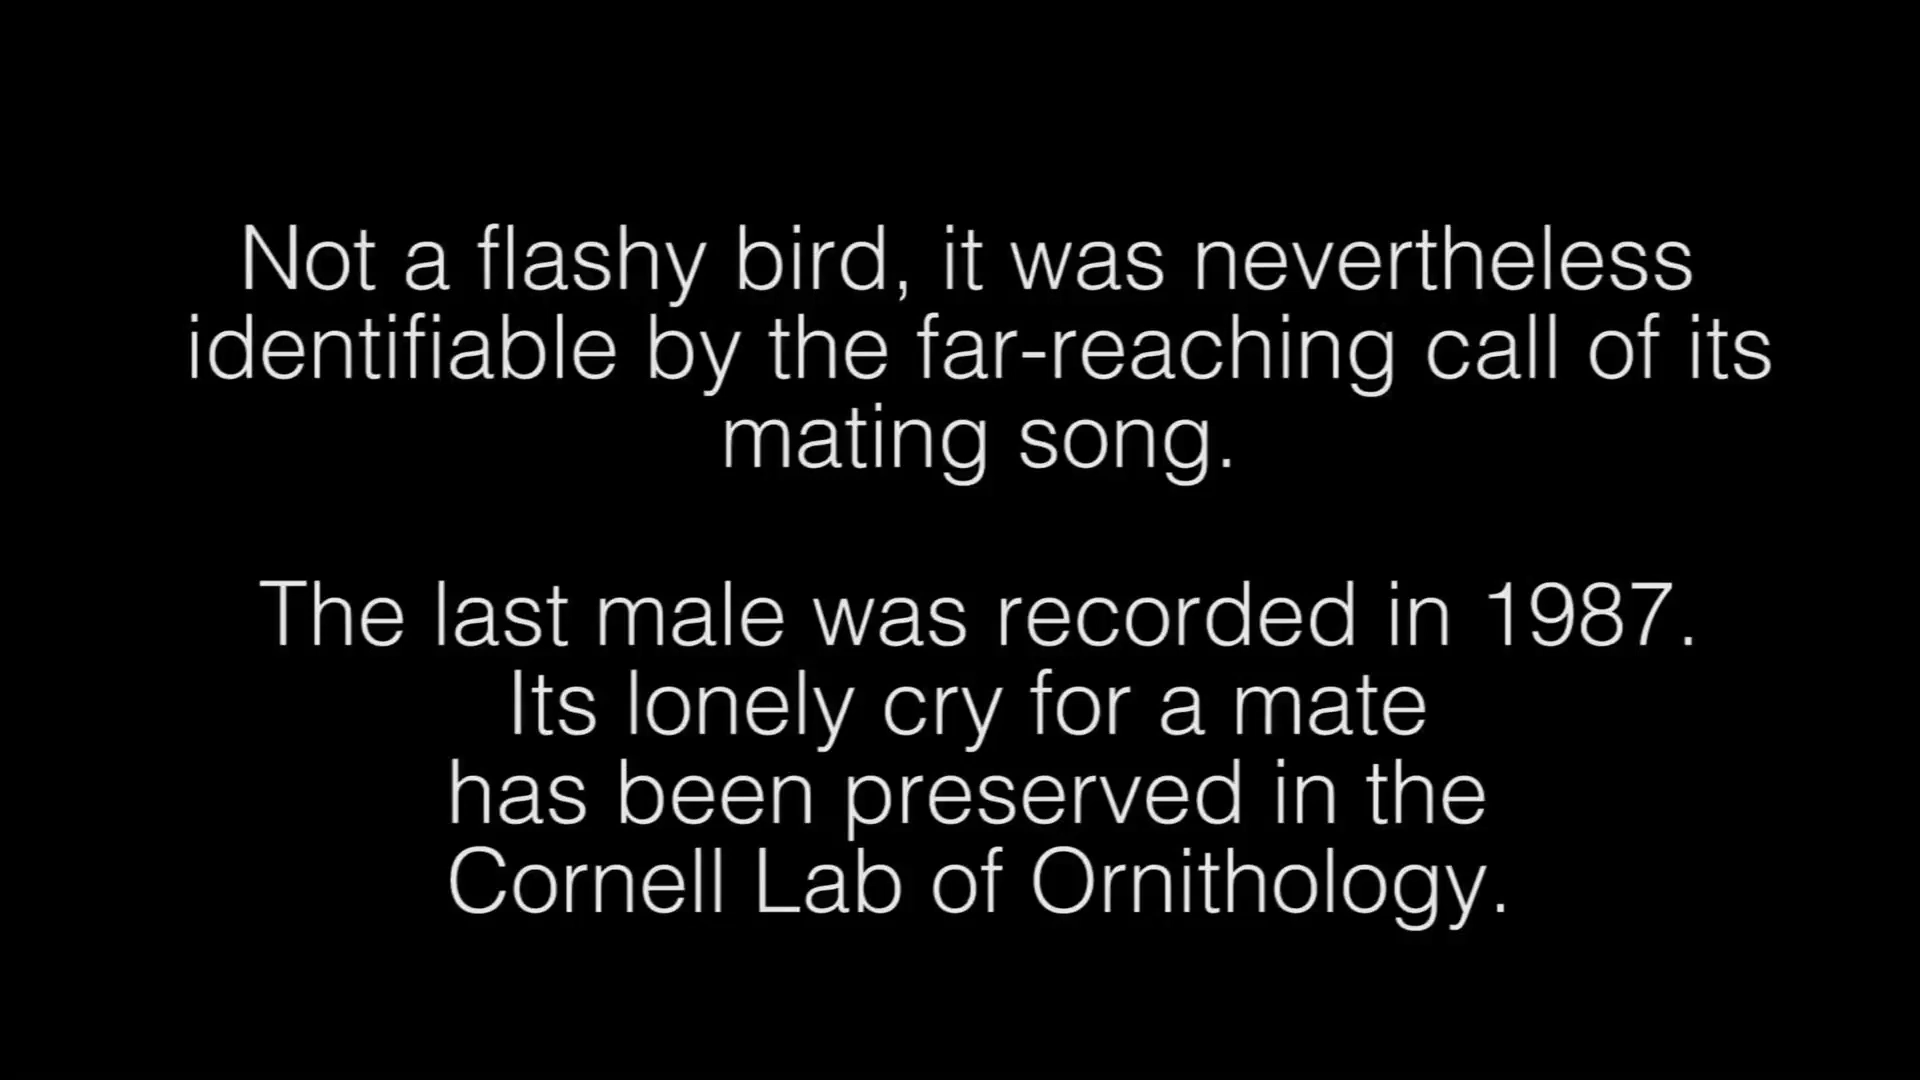 Not a flashy bird, it was nevertheless
identifiable by the far-reaching call of its
mating song.
The last male was recorded in 1987.
Its lonely cry for a mate
has been preserved in the
Cornell Lab of Ornithology.